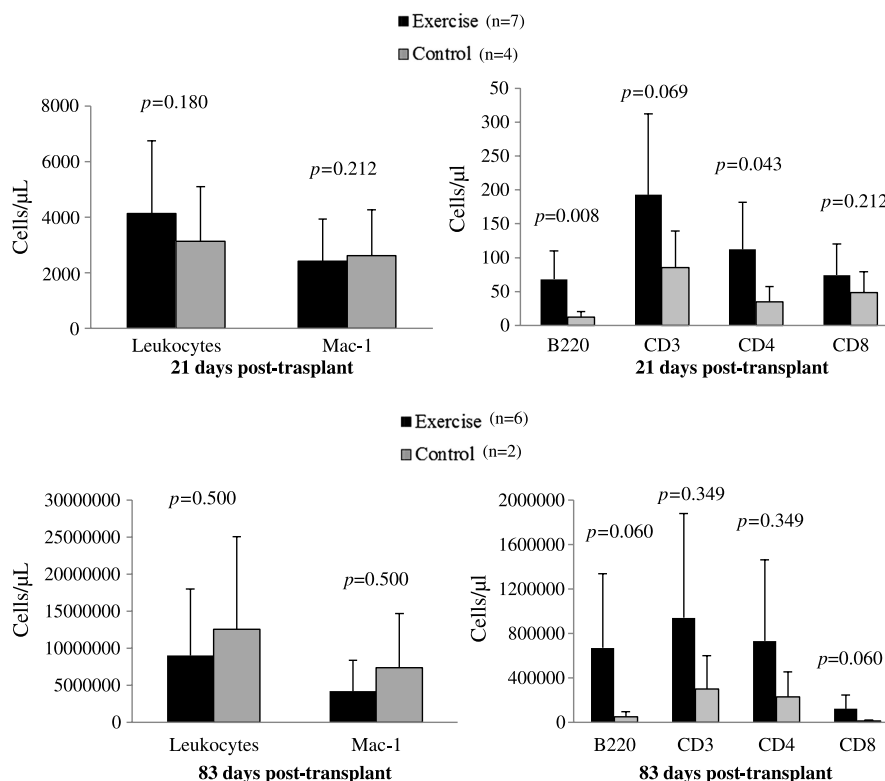 Exercise (n=7)
Control (n=4)
Cells/µL
8000
6000
4000
2000
0
p=0.180
p=0.212
Leukocytes Mac-1
21 days post-trasplant
Cells/µl
50
300
250
200
150
100
50
0
p=0.008
p=0.069
p=0.043
p=0.212
B220 CD3 CD4 CD8
21 days post-transplant
Exercise (n=6)
Control (n=2)
Cells/µL
30000000
25000000
20000000
15000000
10000000
5000000
0
p=0.500
p=0.500
Leukocytes Mac-1
83 days post-transplant
Cells/µl
2000000
1600000
1200000
800000
400000
0
p=0.060
p=0.349
p=0.349
p=0.060
B220 CD3 CD4 CD8
83 days post-transplant